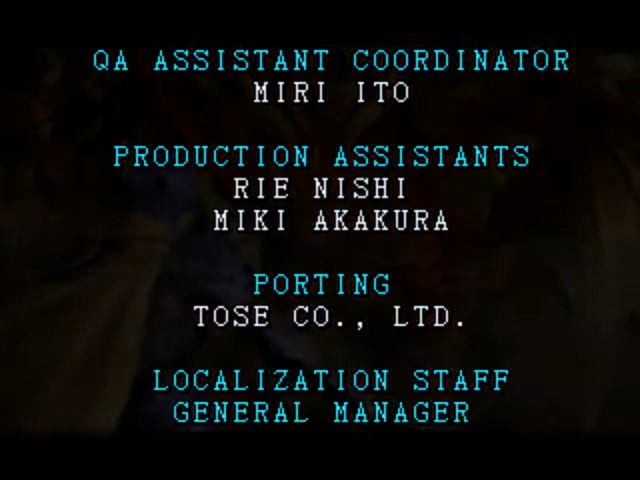 QA ASSISTANT COORDINATOR
MIRI ITO
PRODUCTION ASSISTANTS
RIE NISHI
MIKI AKAKURA
PORTING
TOSE CO., LTD.
LOCALIZATION STAFF
GENERAL MANAGER